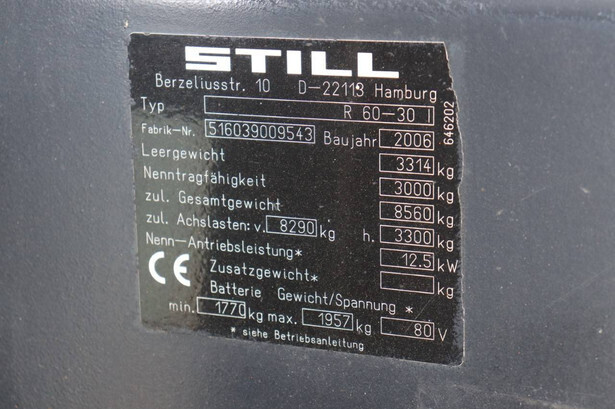 STILL
Berzeliusstr. 10 D-22113 Hamburg
Typ R 60-30 I
Fabrik-Nr. 516039009543 Baujahr 2006
Leergewicht 3314 kg
Nenntragfähigkeit 3000 kg
zul. Gesamtgewicht 8560 kg
zul. Achslasten: v. 8290 kg h. 3300 kg
Nenn-Antriebsleistung* 12.5 kW
Zusatzgewicht* kg
CE
Batterie Gewicht/Spannung *
min. 1770 kg max. 1957 kg 80 V
* siehe Betriebsanleitung
646202